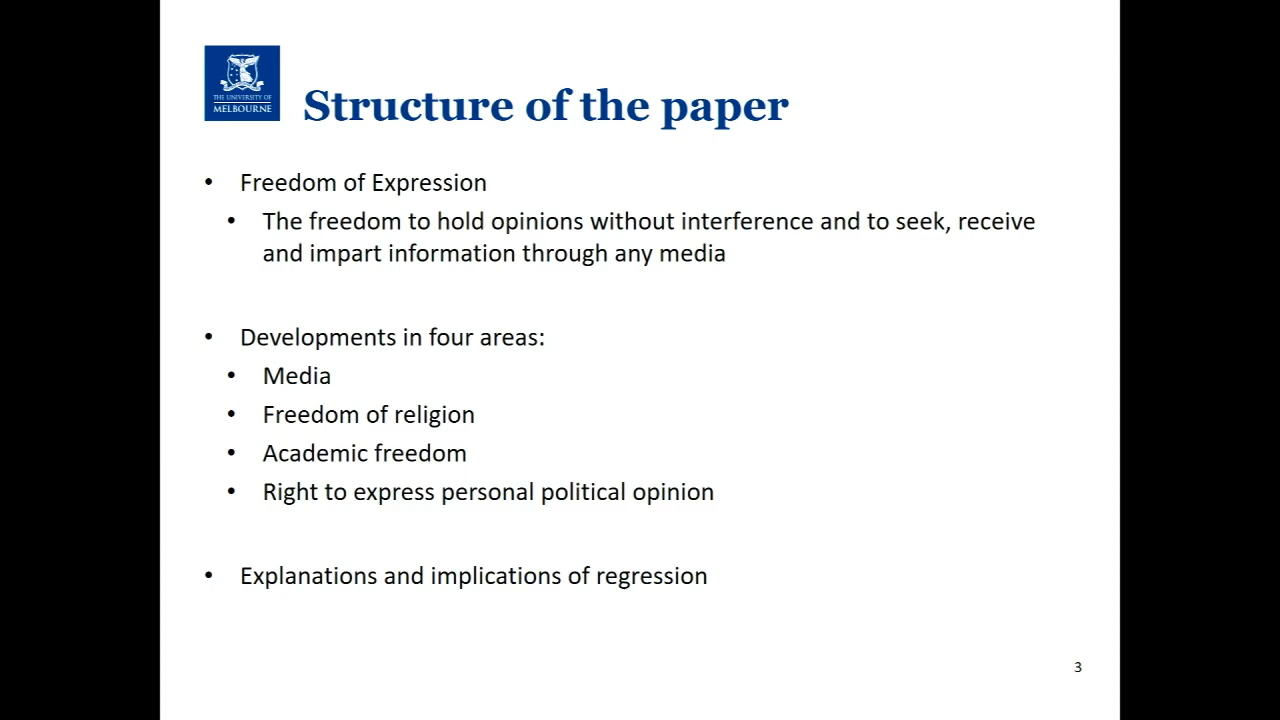 THE UNIVERSITY OF
MELBOURNE
Structure of the paper
• Freedom of Expression
• The freedom to hold opinions without interference and to seek, receive
and impart information through any media
• Developments in four areas:
• Media
• Freedom of religion
• Academic freedom
• Right to express personal political opinion
• Explanations and implications of regression
3